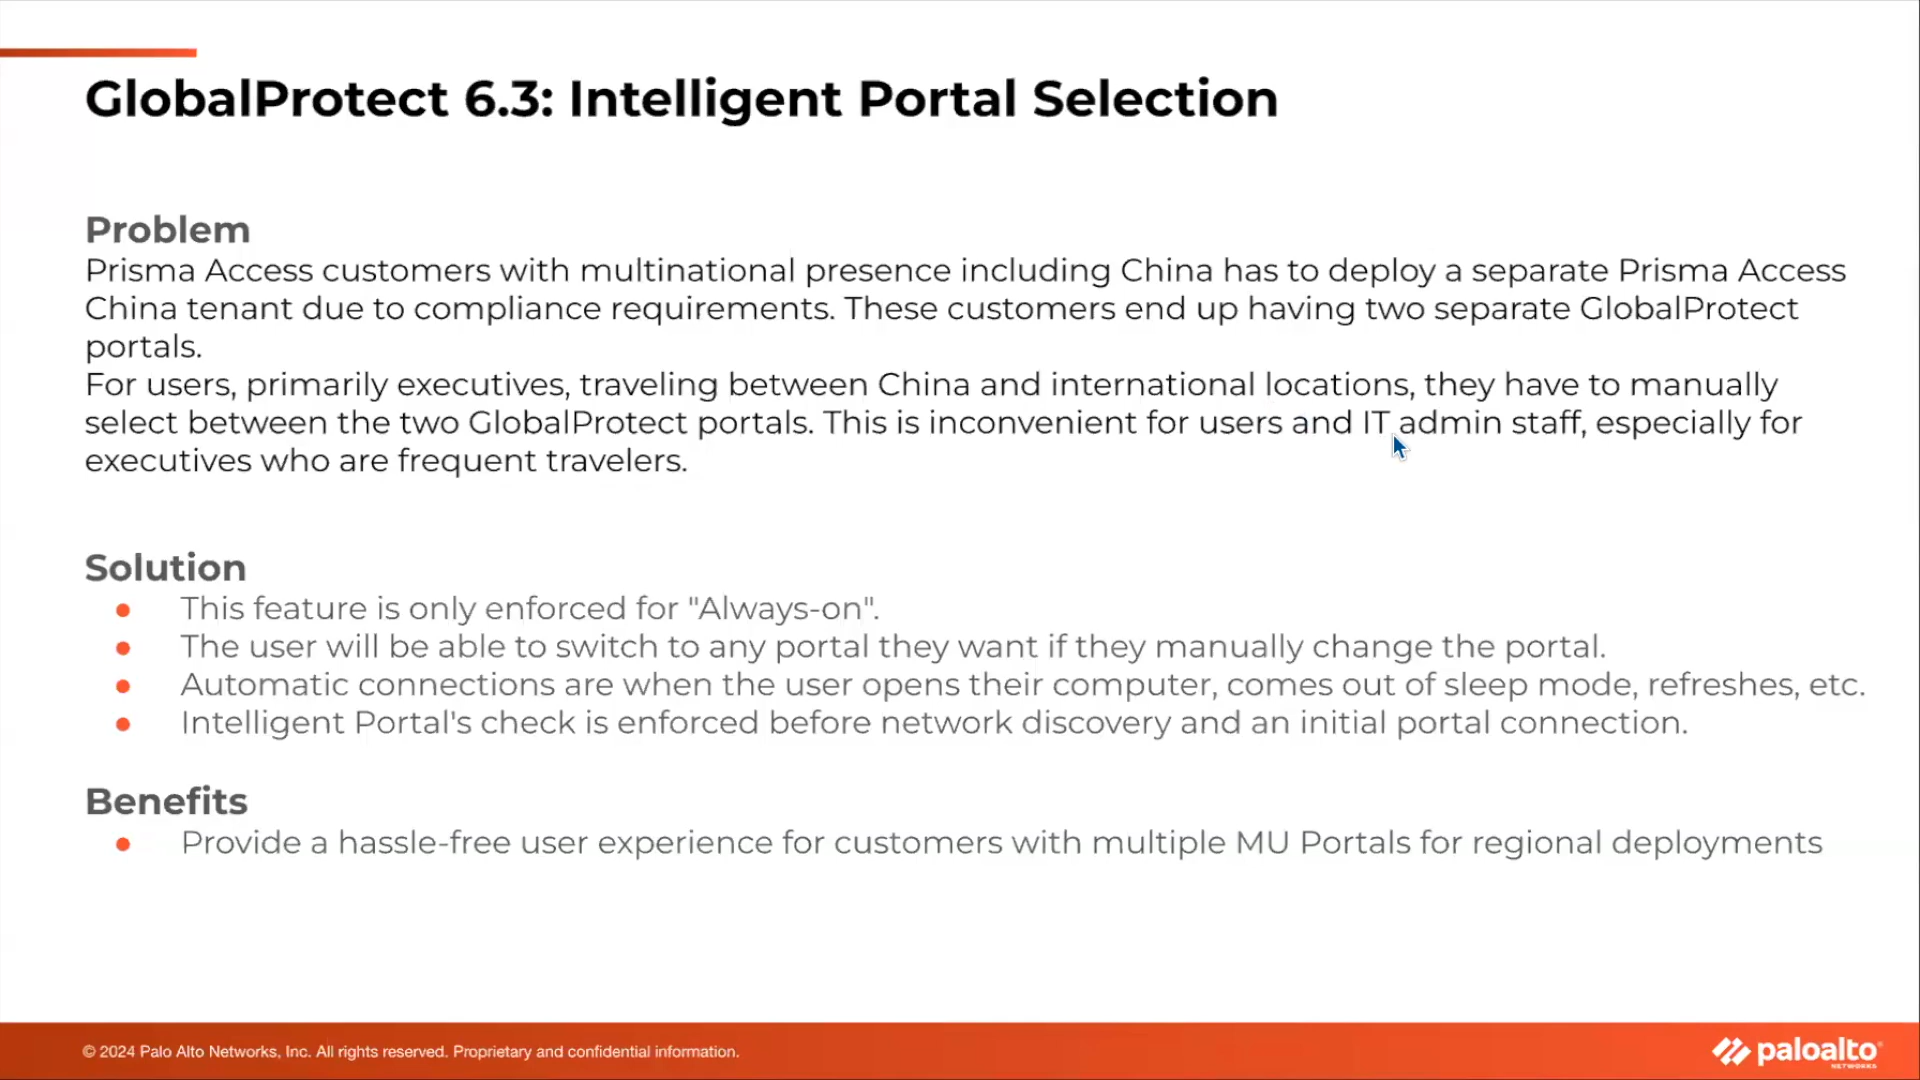 GlobalProtect 6.3: Intelligent Portal Selection
Problem
Prisma Access customers with multinational presence including China has to deploy a separate Prisma Access
China tenant due to compliance requirements. These customers end up having two separate GlobalProtect
portals.
For users, primarily executives, traveling between China and international locations, they have to manually
select between the two GlobalProtect portals. This is inconvenient for users and IT admin staff, especially for
executives who are frequent travelers.
Solution
● This feature is only enforced for "Always-on".
● The user will be able to switch to any portal they want if they manually change the portal.
● Automatic connections are when the user opens their computer, comes out of sleep mode, refreshes, etc.
● Intelligent Portal's check is enforced before network discovery and an initial portal connection.
Benefits
● Provide a hassle-free user experience for customers with multiple MU Portals for regional deployments
© 2024 Palo Alto Networks, Inc. All rights reserved. Proprietary and confidential information.
paloalto®
NETWORKS